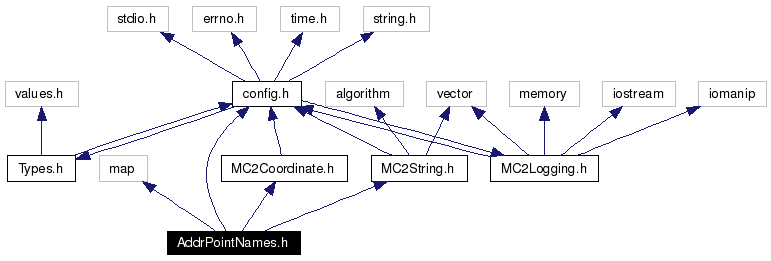 stdio.h errno.h time.h string.h
values.h config.h algorithm vector memory iostream iomanip
Types.h map MC2Coordinate.h MC2String.h MC2Logging.h
AddrPointNames.h